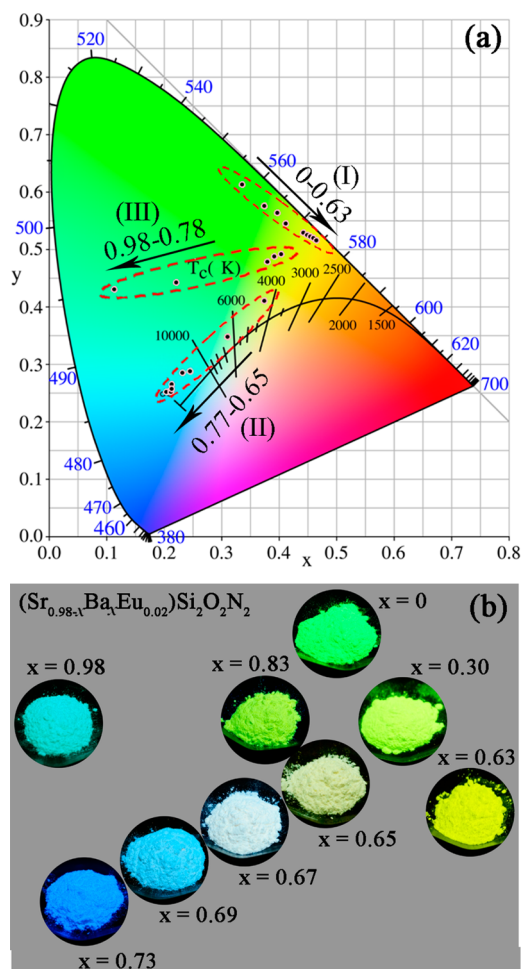 (a)
0.9
0.8
0.7
0.6
0.5
0.4
0.3
0.2
0.1
0.0
y
0.0 0.1 0.2 0.3 0.4 0.5 0.6 0.7 0.8
x
520
540
560
580
600
620
700
500
490
480
470
460
380
(I)
0-0.63
(III)
0.98-0.78
Tc( K)
10000
6000
4000
3000
2500
2000
1500
0.77-0.65
(II)
(Sr0.98-xBaxEu0.02)Si2O2N2
(b)
x = 0
x = 0.98
x = 0.83
x = 0.30
x = 0.63
x = 0.65
x = 0.67
x = 0.69
x = 0.73